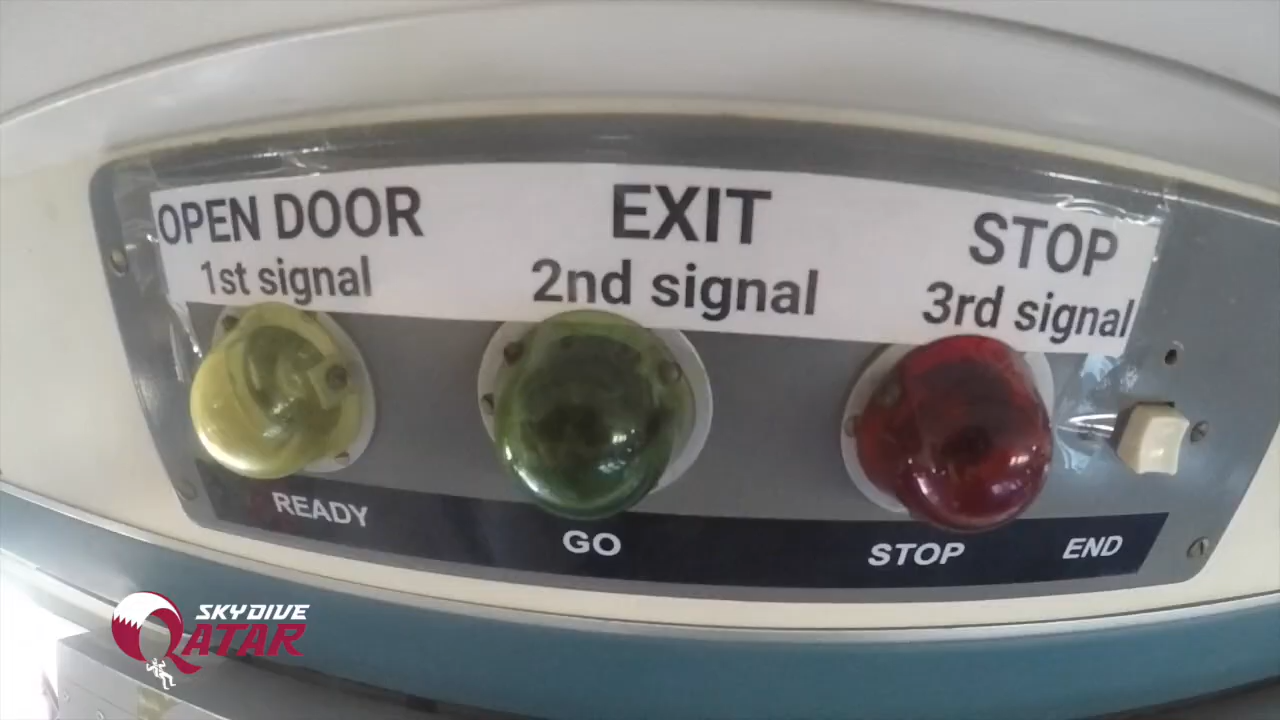 OPEN DOOR
1st signal
EXIT
2nd signal
STOP
3rd signal
READY
GO
STOP
END
SKYDIVE
QATAR